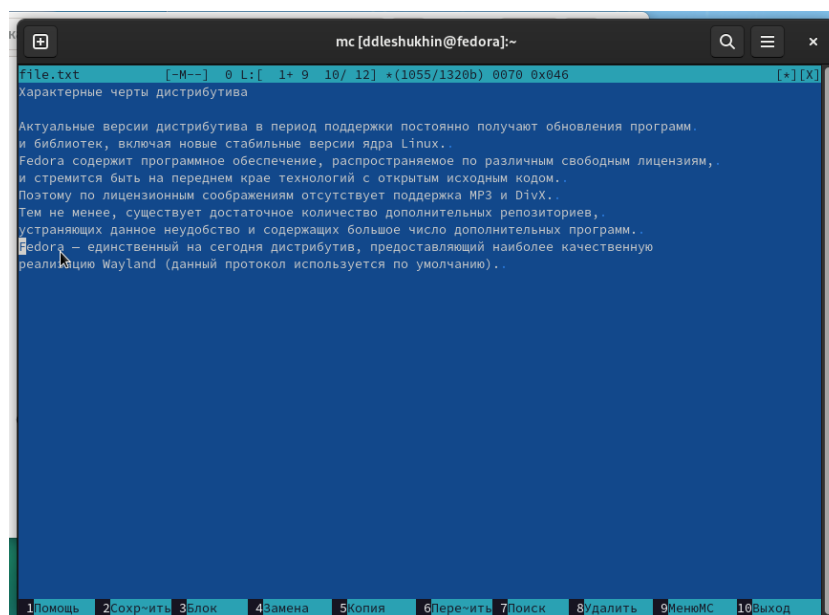 mc [ddleshukhin@fedora]:~
file.txt [-M--] 0 L:[ 1+ 9 10/ 12] *(1055/1320b) 0070 0x046 [*][X]
Характерные черты дистрибутива
Актуальные версии дистрибутива в период поддержки постоянно получают обновления программ.
и библиотек, включая новые стабильные версии ядра Linux..
Fedora содержит программное обеспечение, распространяемое по различным свободным лицензиям,.
и стремится быть на переднем крае технологий с открытым исходным кодом..
Поэтому по лицензионным соображениям отсутствует поддержка MP3 и DivX..
Тем не менее, существует достаточное количество дополнительных репозиториев,.
устраняющих данное неудобство и содержащих большое число дополнительных программ..
Fedora — единственный на сегодня дистрибутив, предоставляющий наиболее качественную
реализацию Wayland (данный протокол используется по умолчанию)..
1Помощь 2Сохр~ить 3Блок 4Замена 5Копия 6Пере~ить 7Поиск 8Удалить 9МенюMC 10Выход